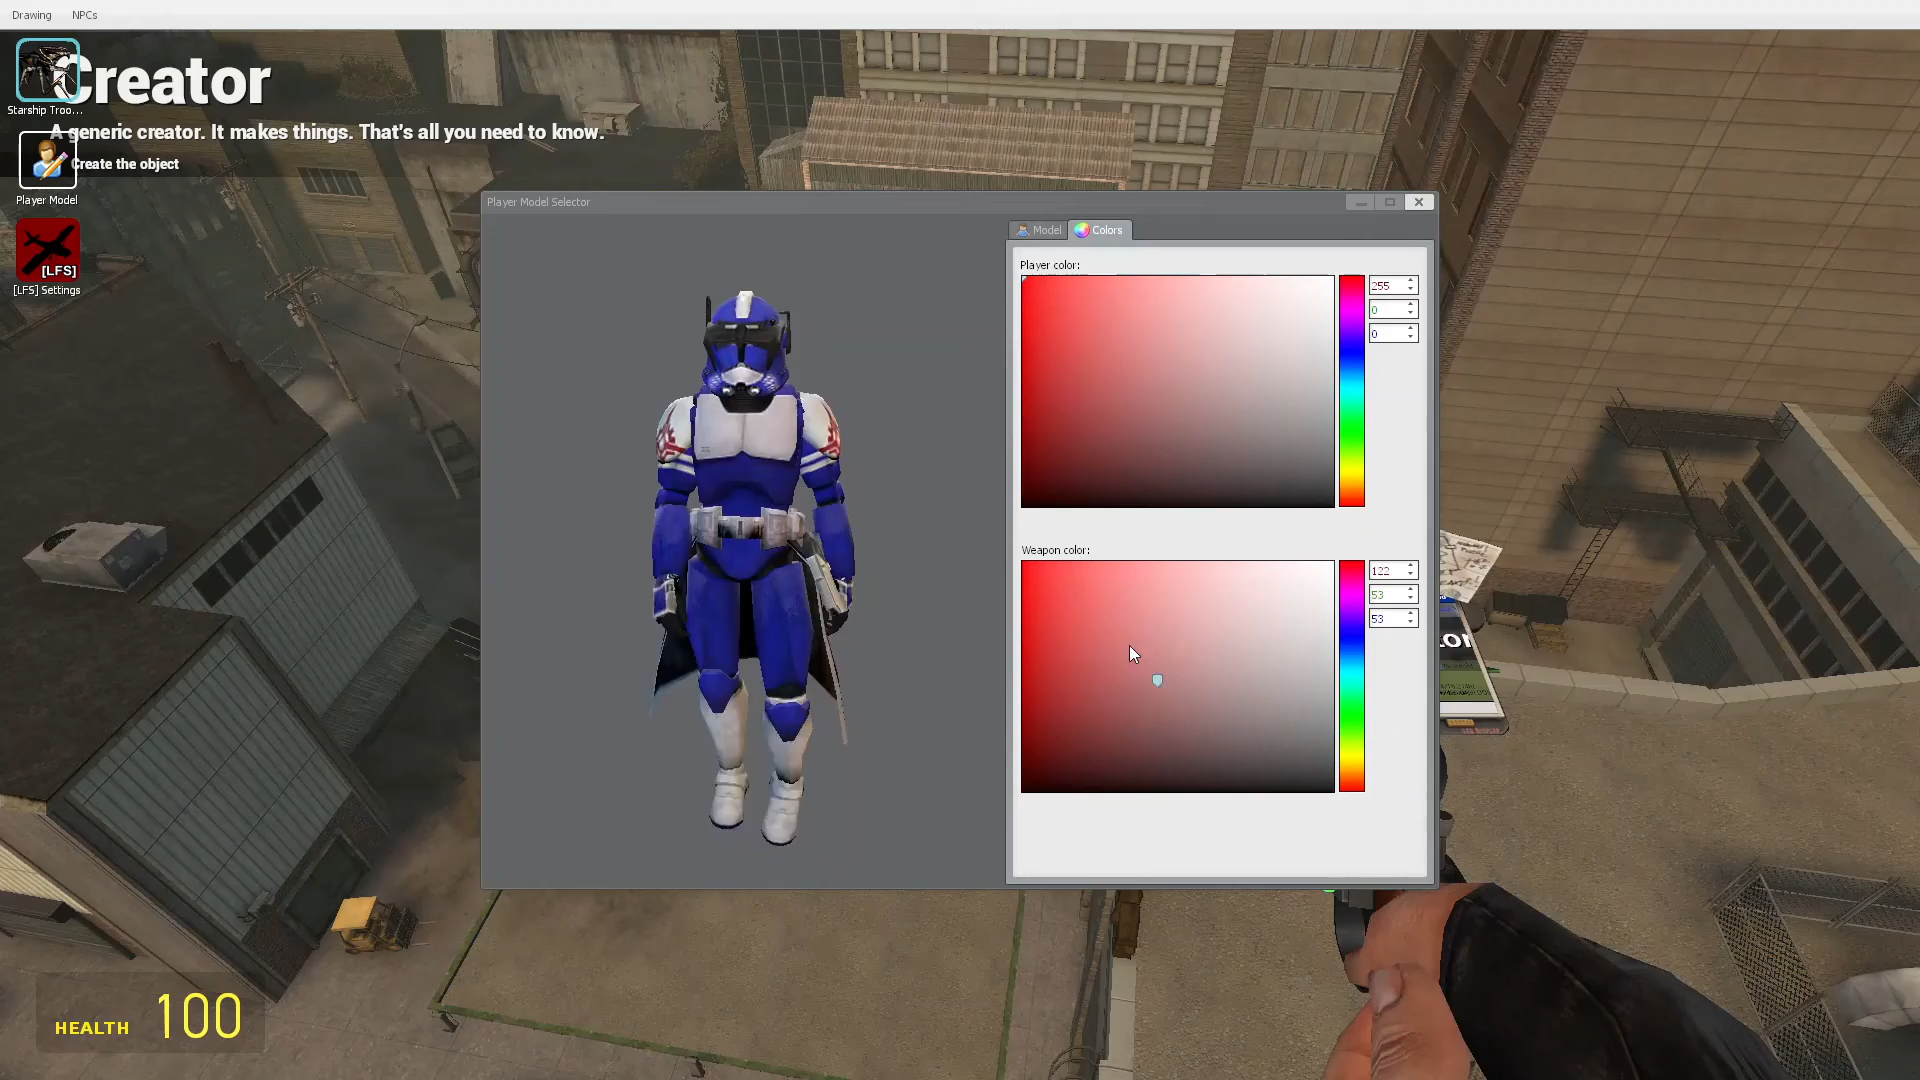 Drawing NPCs
Creator
Starship Troo...
A generic creator. It makes things. That's all you need to know.
Create the object
Player Model
[LFS]
[LFS] Settings
Player Model Selector
Model Colors
Player color:
255
0
0
Weapon color:
122
53
53
HEALTH 100